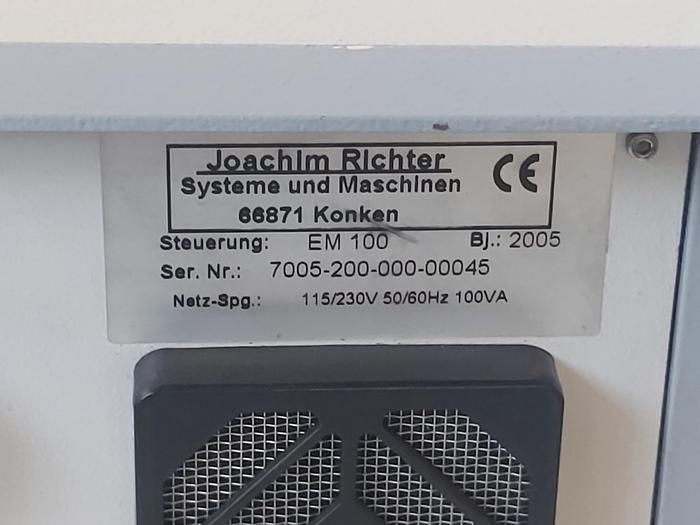 Joachim Richter
Systeme und Maschinen CE
66871 Konken
Steuerung: EM 100 Bj.: 2005
Ser. Nr.: 7005-200-000-00045
Netz-Spg.: 115/230V 50/60Hz 100VA